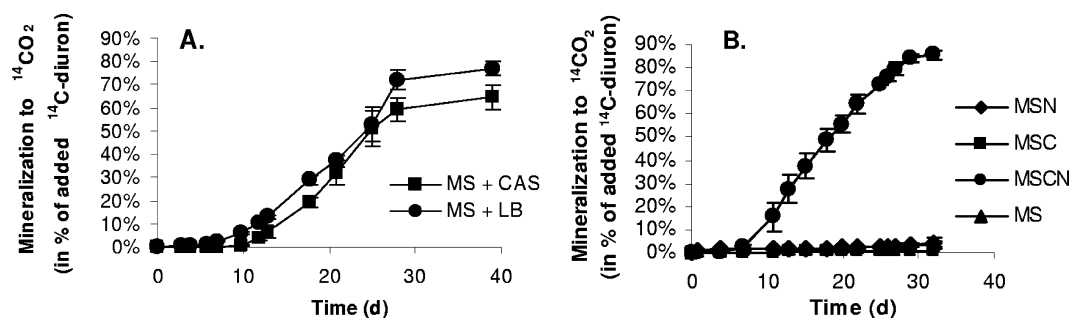 A.
Mineralization to ¹⁴CO₂
(in % of added ¹⁴C-diuron)
90%
80%
70%
60%
50%
40%
30%
20%
10%
0%
0
10
20
30
40
Time (d)
MS + CAS
MS + LB
B.
Mineralization to ¹⁴CO₂
(in % of added ¹⁴C-diuron)
90%
80%
70%
60%
50%
40%
30%
20%
10%
0%
0
10
20
30
40
Time (d)
MSN
MSC
MSCN
MS